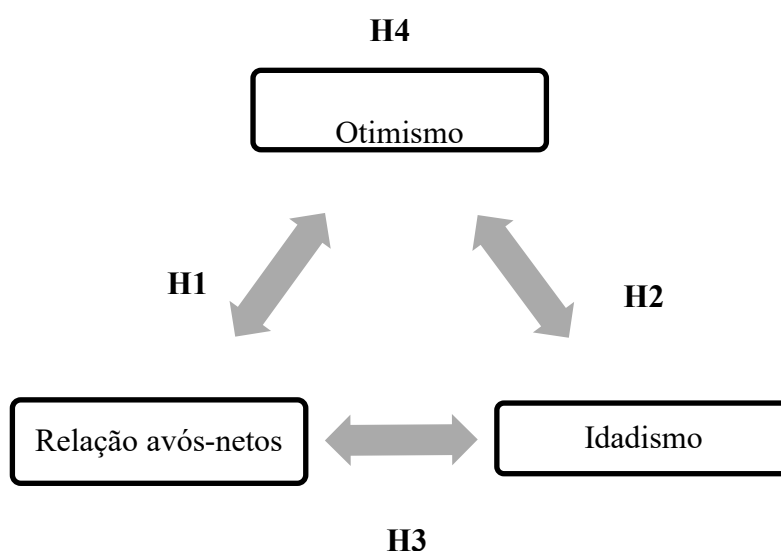 H4
Otimismo
H1
H2
Relação avós-netos
Idadismo
H3